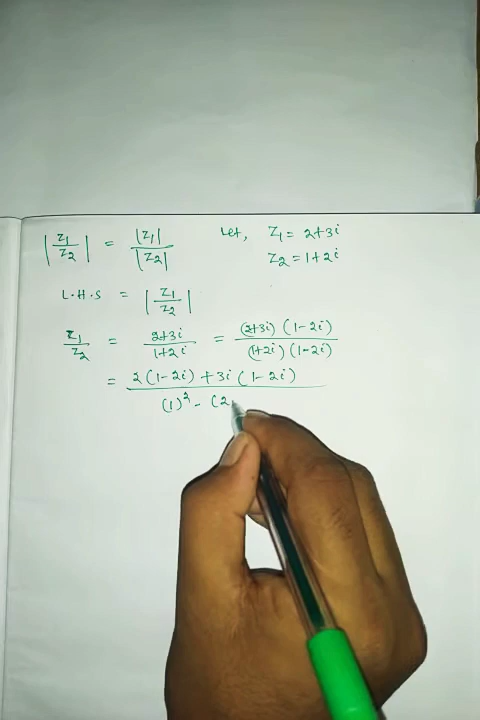 |z1/z2| = |z1|/|z2| Let, z1 = 2+3i
z2 = 1+2i
L.H.S = |z1/z2|
z1/z2 = 2+3i/1+2i = (2+3i) (1-2i)/(1+2i) (1-2i)
= 2(1-2i) + 3i(1-2i)/(1)² - (2